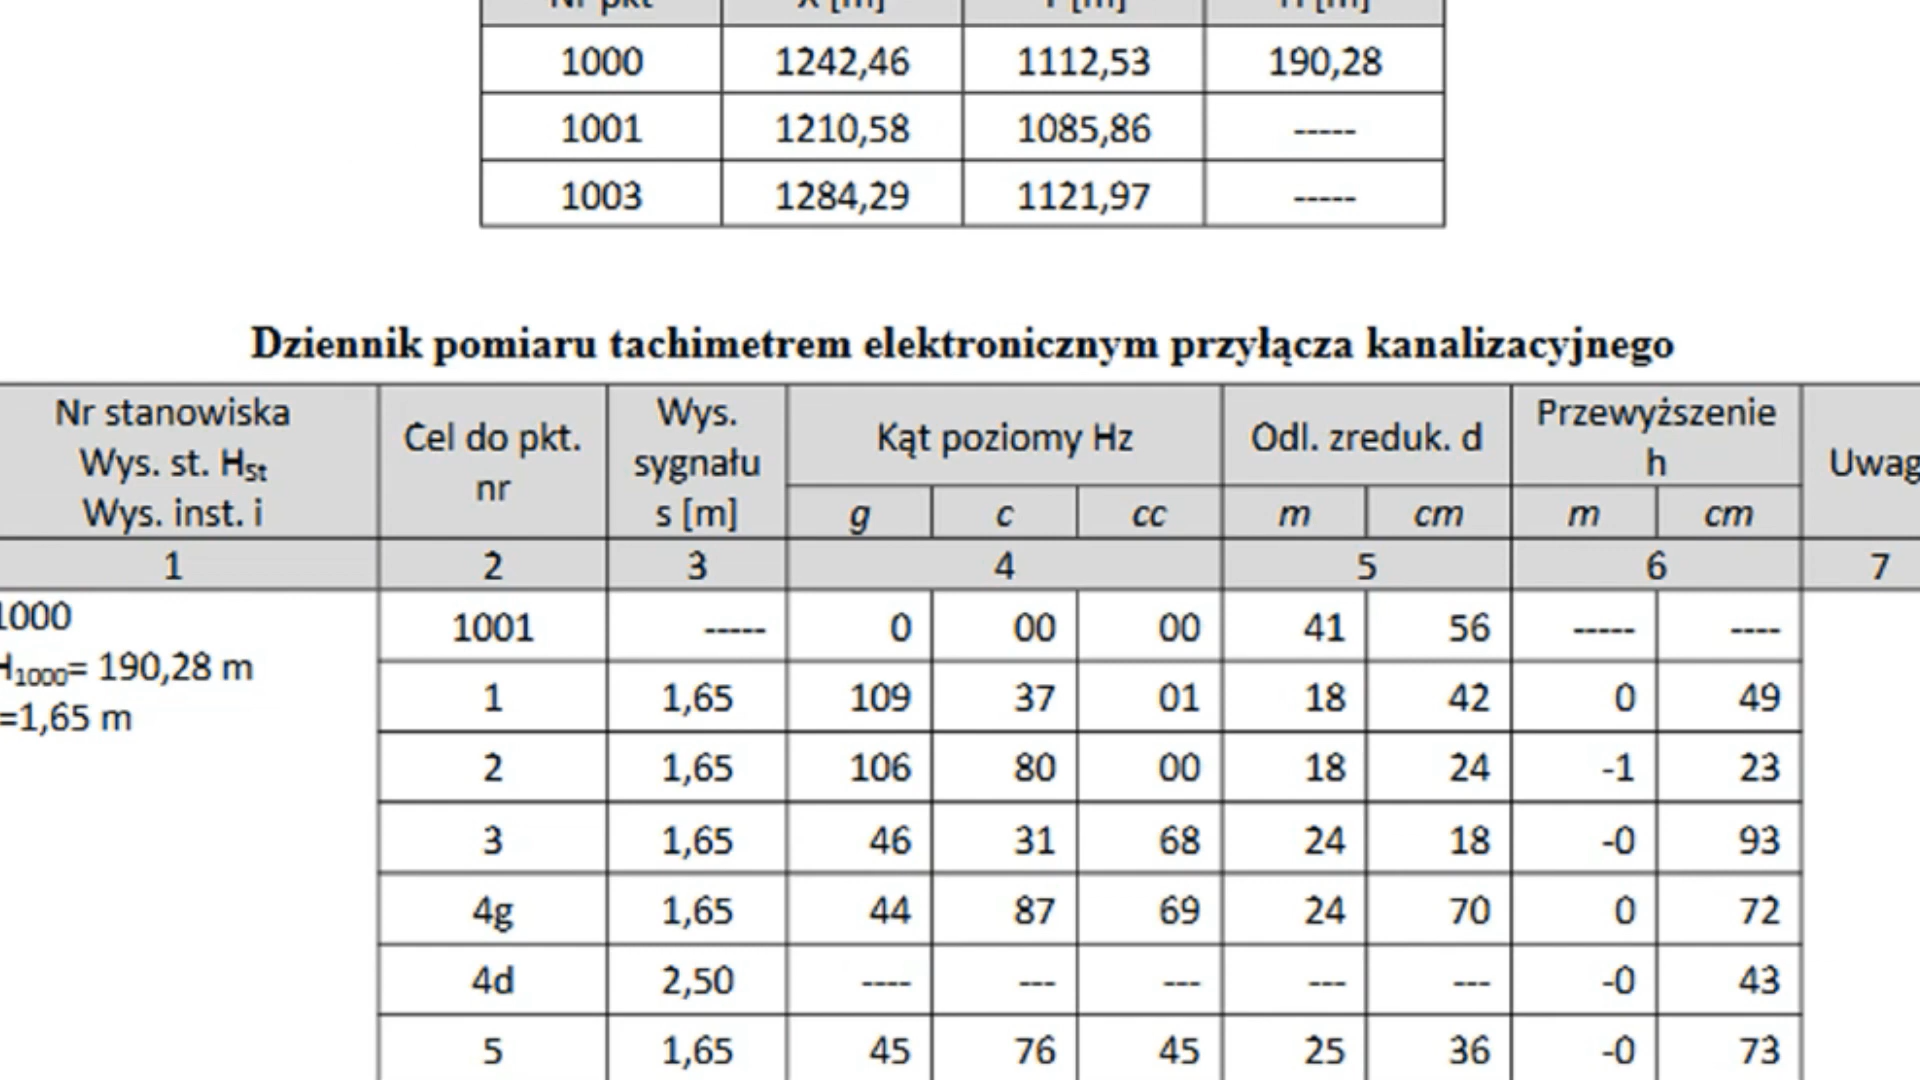 Nr pkt X [m] Y [m] H [m]
1000 1242,46 1112,53 190,28
1001 1210,58 1085,86 -----
1003 1284,29 1121,97 -----
Dziennik pomiaru tachimetrem elektronicznym przyłącza kanalizacyjnego
Nr stanowiska
Wys. st. HSt
Wys. inst. i
Cel do pkt.
nr
Wys.
sygnału
s [m]
Kąt poziomy Hz
Odl. zreduk. d
Przewyższenie
h
Uwag
g c cc m cm m cm
1 2 3 4 5 6 7
1000
H1000= 190,28 m
=1,65 m
1001 ----- 0 00 00 41 56 ----- ----
1 1,65 109 37 01 18 42 0 49
2 1,65 106 80 00 18 24 -1 23
3 1,65 46 31 68 24 18 -0 93
4g 1,65 44 87 69 24 70 0 72
4d 2,50 ---- --- --- --- --- -0 43
5 1,65 45 76 45 25 36 -0 73